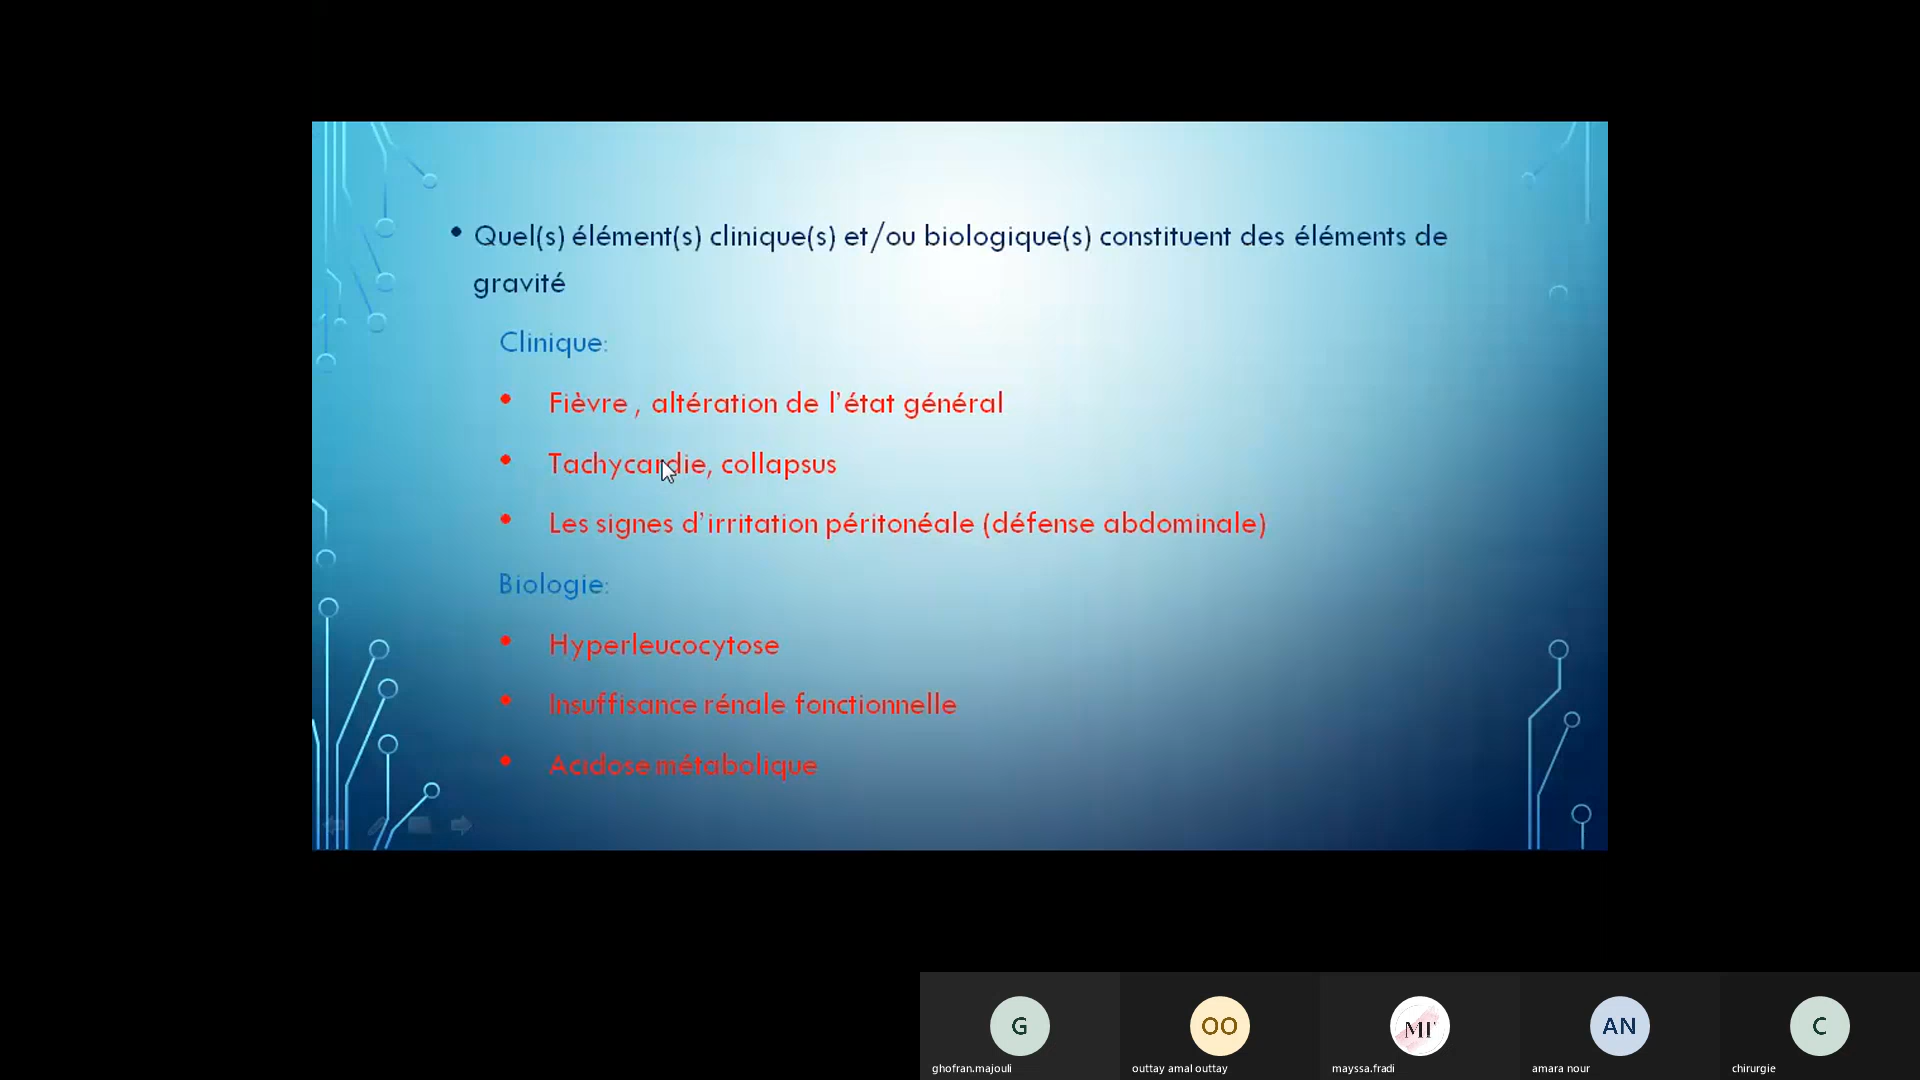 • Quel(s) élément(s) clinique(s) et/ou biologique(s) constituent des éléments de
gravité
Clinique:
• Fièvre , altération de l'état général
• Tachycardie, collapsus
• Les signes d'irritation péritonéale (défense abdominale)
Biologie:
• Hyperleucocytose
• Insuffisance rénale fonctionnelle
• Acidose métabolique
G OO MF AN C
ghofran.majouli outtay amal outtay mayssa.fradi amara nour chirurgie